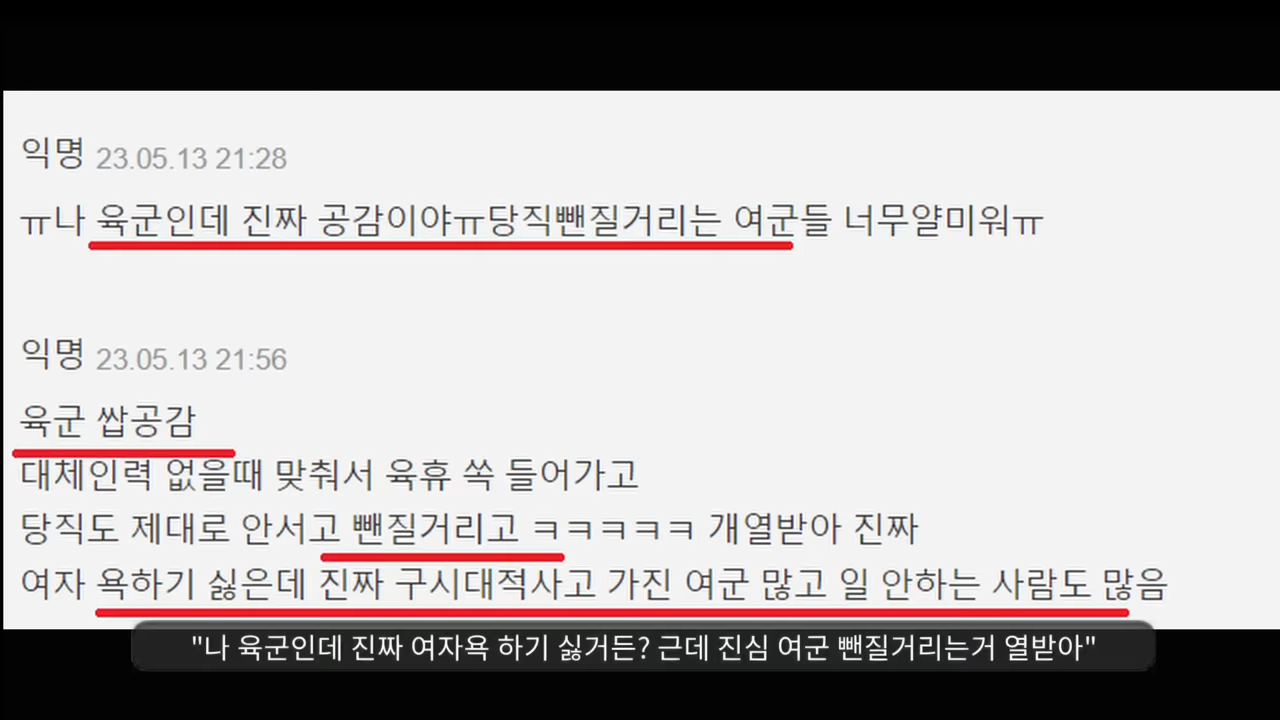 익명 23.05.13 21:28
ㅠ나 육군인데 진짜 공감이야ㅠ당직뺀질거리는 여군들 너무얄미워ㅠ
익명 23.05.13 21:56
육군 쌉공감
대체인력 없을때 맞춰서 육휴 쏙 들어가고
당직도 제대로 안서고 뺀질거리고 ㅋㅋㅋㅋㅋ 개열받아 진짜
여자 욕하기 싫은데 진짜 구시대적사고 가진 여군 많고 일 안하는 사람도 많음
"나 육군인데 진짜 여자욕 하기 싫거든? 근데 진심 여군 뺀질거리는거 열받아"